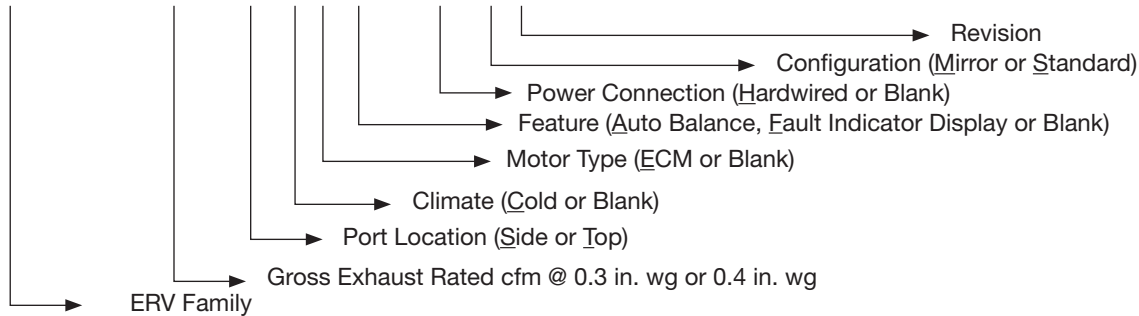 Revision
Configuration (Mirror or Standard)
Power Connection (Hardwired or Blank)
Feature (Auto Balance, Fault Indicator Display or Blank)
Motor Type (ECM or Blank)
Climate (Cold or Blank)
Port Location (Side or Top)
Gross Exhaust Rated cfm @ 0.3 in. wg or 0.4 in. wg
ERV Family